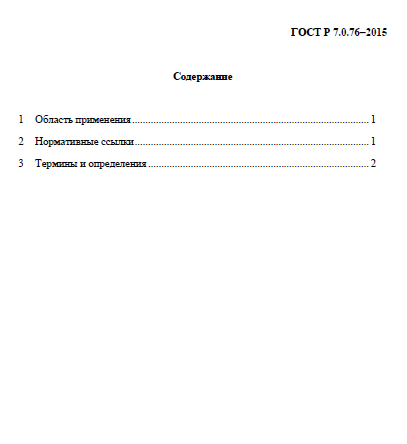 ГОСТ Р 7.0.76–2015
Содержание
1 Область применения.......................................................................................... 1
2 Нормативные ссылки......................................................................................... 1
3 Термины и определения.................................................................................... 2